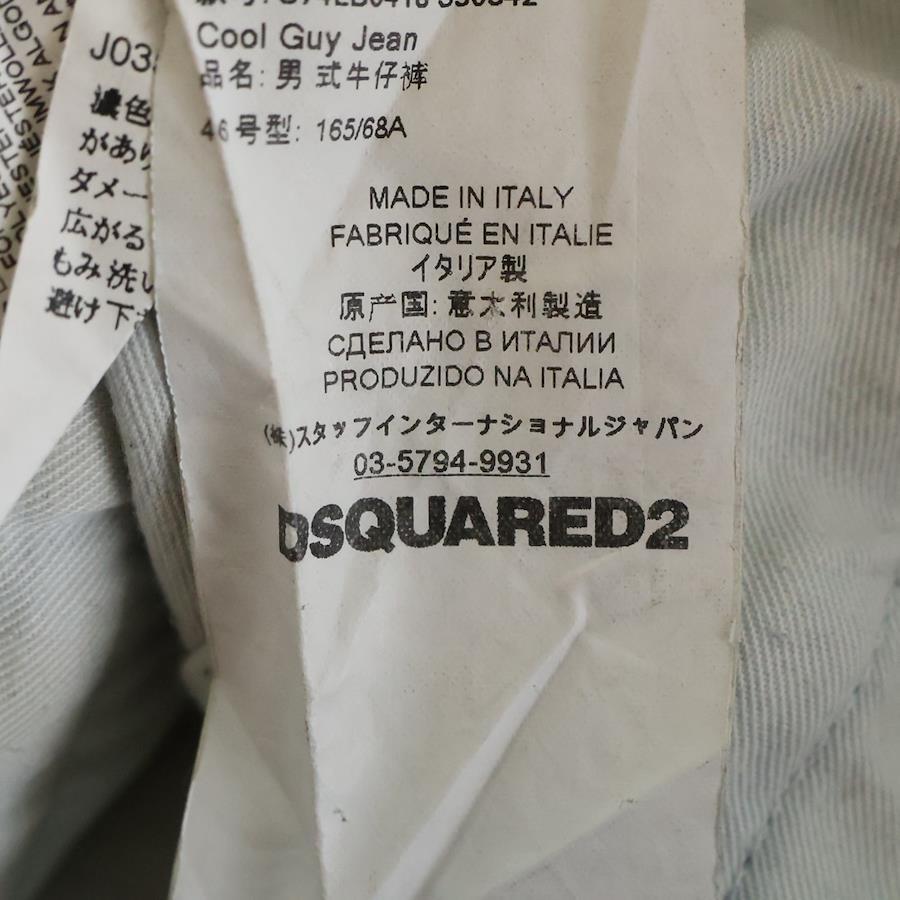 Cool Guy Jean
品名: 男式牛仔裤
46号型: 165/68A
MADE IN ITALY
FABRIQUÉ EN ITALIE
イタリア製
原产国: 意大利製造
СДЕЛАНО В ИТАЛИИ
PRODUZIDO NA ITALIA
(株)スタッフインターナショナルジャパン
03-5794-9931
DSQUARED2
濃色
があり
ダメー
広がる
もみ洗い
避け下